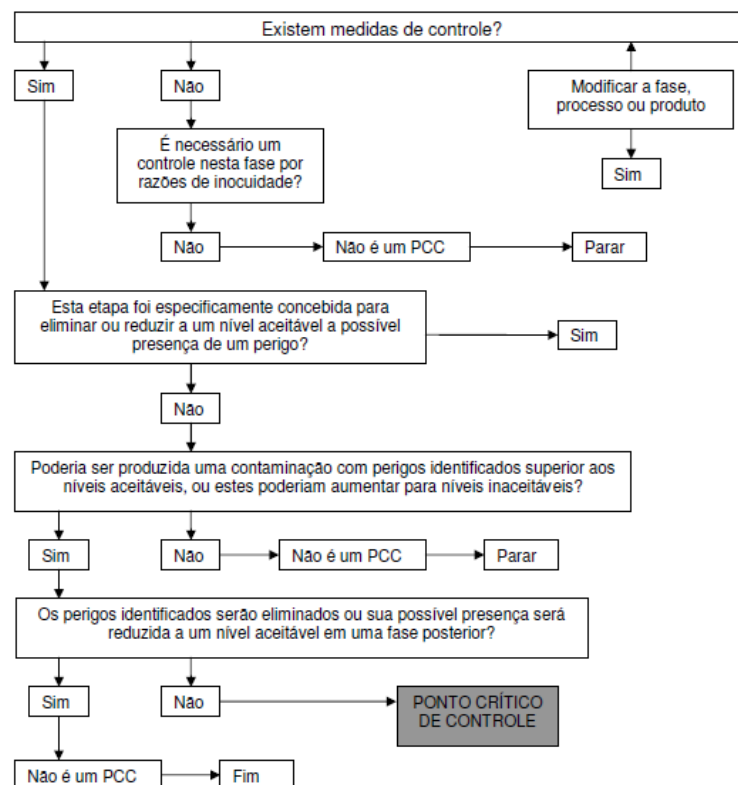 Existem medidas de controle?
Sim
Não
Modificar a fase,
processo ou produto
É necessário um
controle nesta fase por
razões de inocuidade?
Sim
Não
Não é um PCC
Parar
Esta etapa foi especificamente concebida para
eliminar ou reduzir a um nível aceitável a possível
presença de um perigo?
Sim
Não
Poderia ser produzida uma contaminação com perigos identificados superior aos
níveis aceitáveis, ou estes poderiam aumentar para níveis inaceitáveis?
Sim
Não
Não é um PCC
Parar
Os perigos identificados serão eliminados ou sua possível presença será
reduzida a um nível aceitável em uma fase posterior?
Sim
Não
PONTO CRÍTICO
DE CONTROLE
Não é um PCC
Fim